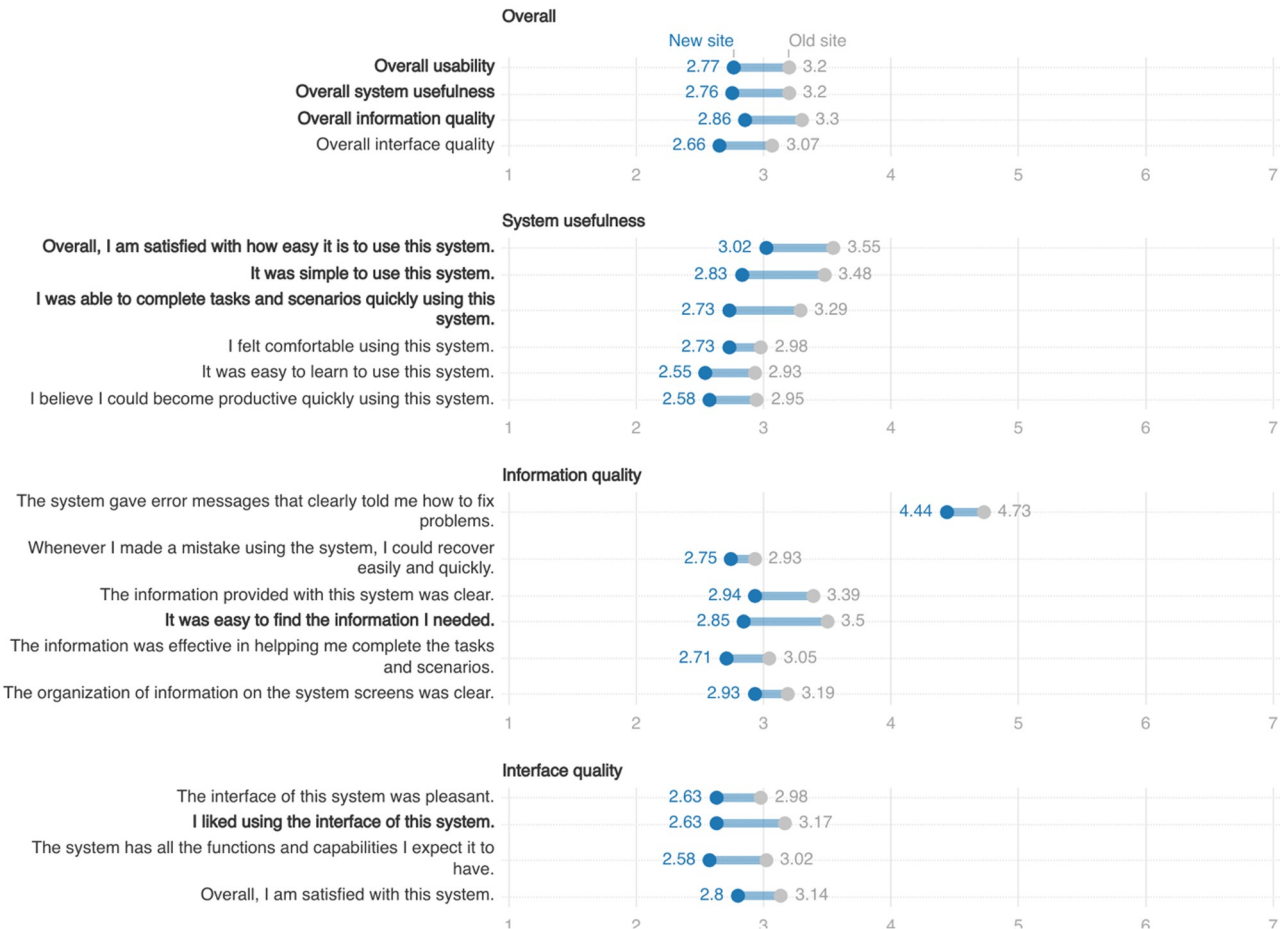 Overall
New site Old site
Overall usability 2.77 3.2
Overall system usefulness 2.76 3.2
Overall information quality 2.86 3.3
Overall interface quality 2.66 3.07
1 2 3 4 5 6 7
System usefulness
Overall, I am satisfied with how easy it is to use this system. 3.02 3.55
It was simple to use this system. 2.83 3.48
I was able to complete tasks and scenarios quickly using this
system. 2.73 3.29
I felt comfortable using this system. 2.73 2.98
It was easy to learn to use this system. 2.55 2.93
I believe I could become productive quickly using this system. 2.58 2.95
1 2 3 4 5 6 7
Information quality
The system gave error messages that clearly told me how to fix
problems. 4.44 4.73
Whenever I made a mistake using the system, I could recover
easily and quickly. 2.75 2.93
The information provided with this system was clear. 2.94 3.39
It was easy to find the information I needed. 2.85 3.5
The information was effective in helpping me complete the tasks
and scenarios. 2.71 3.05
The organization of information on the system screens was clear. 2.93 3.19
1 2 3 4 5 6 7
Interface quality
The interface of this system was pleasant. 2.63 2.98
I liked using the interface of this system. 2.63 3.17
The system has all the functions and capabilities I expect it to
have. 2.58 3.02
Overall, I am satisfied with this system. 2.8 3.14
1 2 3 4 5 6 7